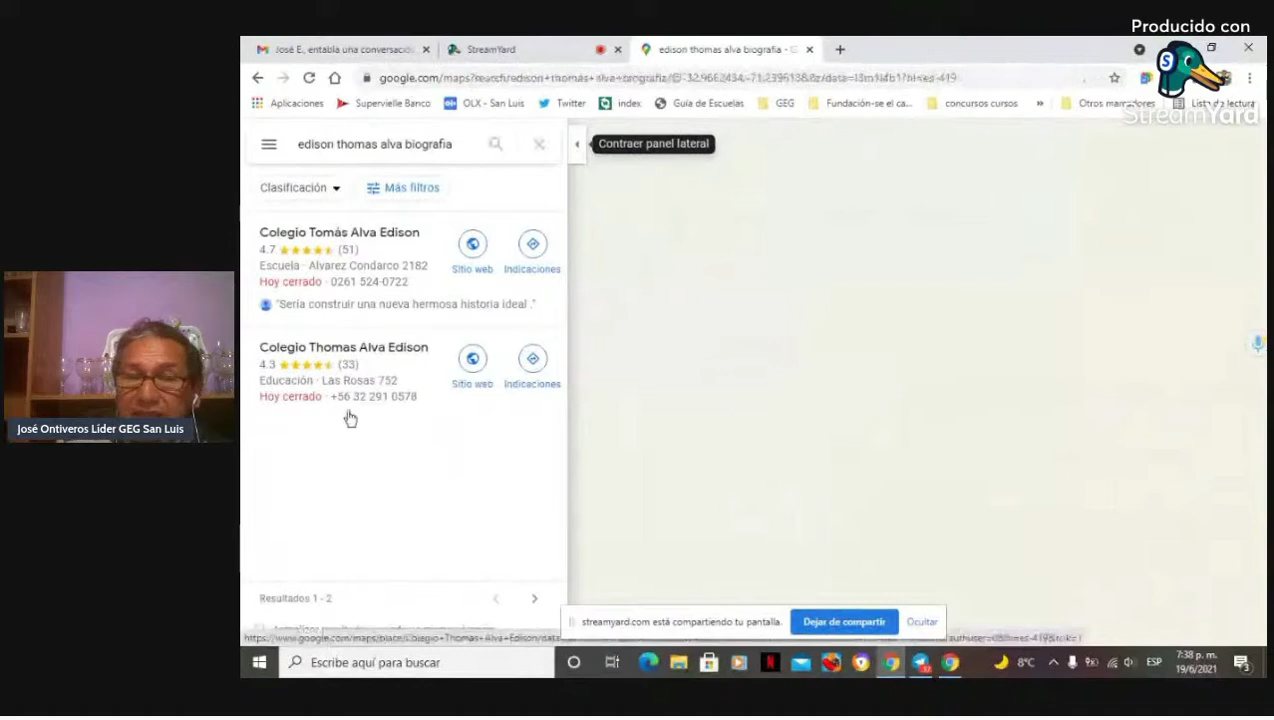 Producido con
StreamYard
José E., entabla una conversació
StreamYard
edison thomas alva biografia - G
Aplicaciones
Supervielle Banco
OLX - San Luis
Twitter
index
Guía de Escuelas
GEG
Fundación-se el ca...
concursos cursos
»
Otros marcadores
Lista de lectura
edison thomas alva biografia
Contraer panel lateral
Clasificación
Más filtros
Colegio Tomás Alva Edison
4.7 (51)
Escuela · Alvarez Condarco 2182
Hoy cerrado · 0261 524-0722
Sitio web
Indicaciones
"Sería construir una nueva hermosa historia ideal ."
Colegio Thomas Alva Edison
4.3 (33)
Educación · Las Rosas 752
Hoy cerrado · +56 32 291 0578
Sitio web
Indicaciones
José Ontiveros Líder GEG San Luis
Resultados 1 - 2
streamyard.com está compartiendo tu pantalla.
Dejar de compartir
Ocultar
Escribe aquí para buscar
8°C
ESP
7:38 p. m.
19/6/2021